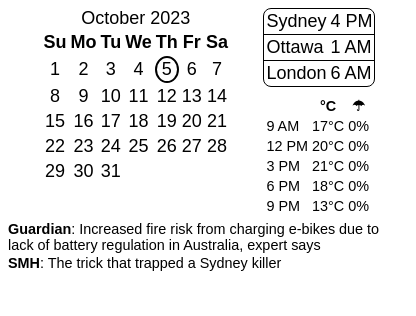 October 2023
Su Mo Tu We Th Fr Sa
1 2 3 4 5 6 7
8 9 10 11 12 13 14
15 16 17 18 19 20 21
22 23 24 25 26 27 28
29 30 31
Sydney 4 PM
Ottawa 1 AM
London 6 AM
°C ☂
9 AM 17°C 0%
12 PM 20°C 0%
3 PM 21°C 0%
6 PM 18°C 0%
9 PM 13°C 0%
Guardian: Increased fire risk from charging e-bikes due to
lack of battery regulation in Australia, expert says
SMH: The trick that trapped a Sydney killer